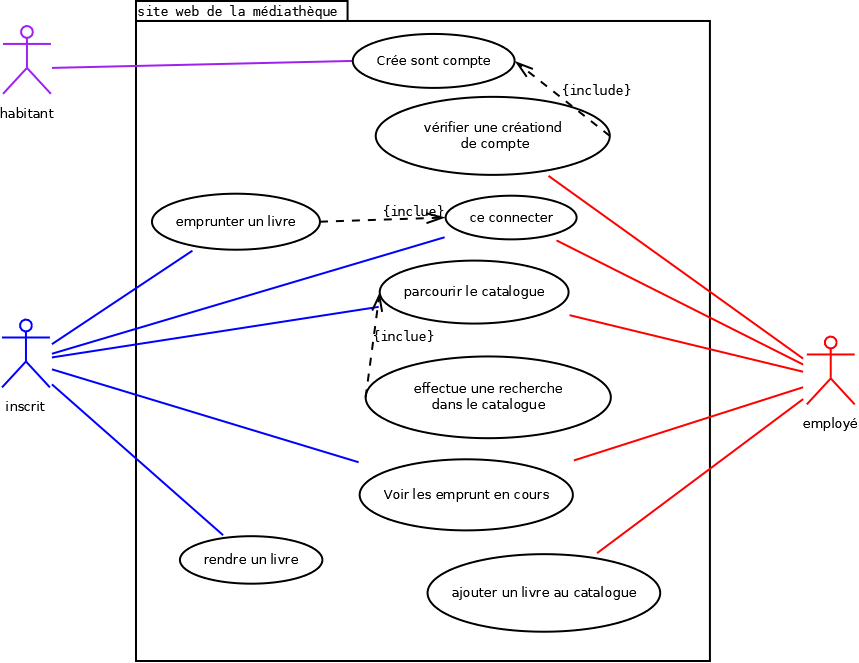 site web de la médiathèque
Crée sont compte
habitant
{include}
vérifier une créationd
de compte
{inclue}
emprunter un livre
ce connecter
parcourir le catalogue
{inclue}
effectue une recherche
dans le catalogue
inscrit
employé
Voir les emprunt en cours
rendre un livre
ajouter un livre au catalogue